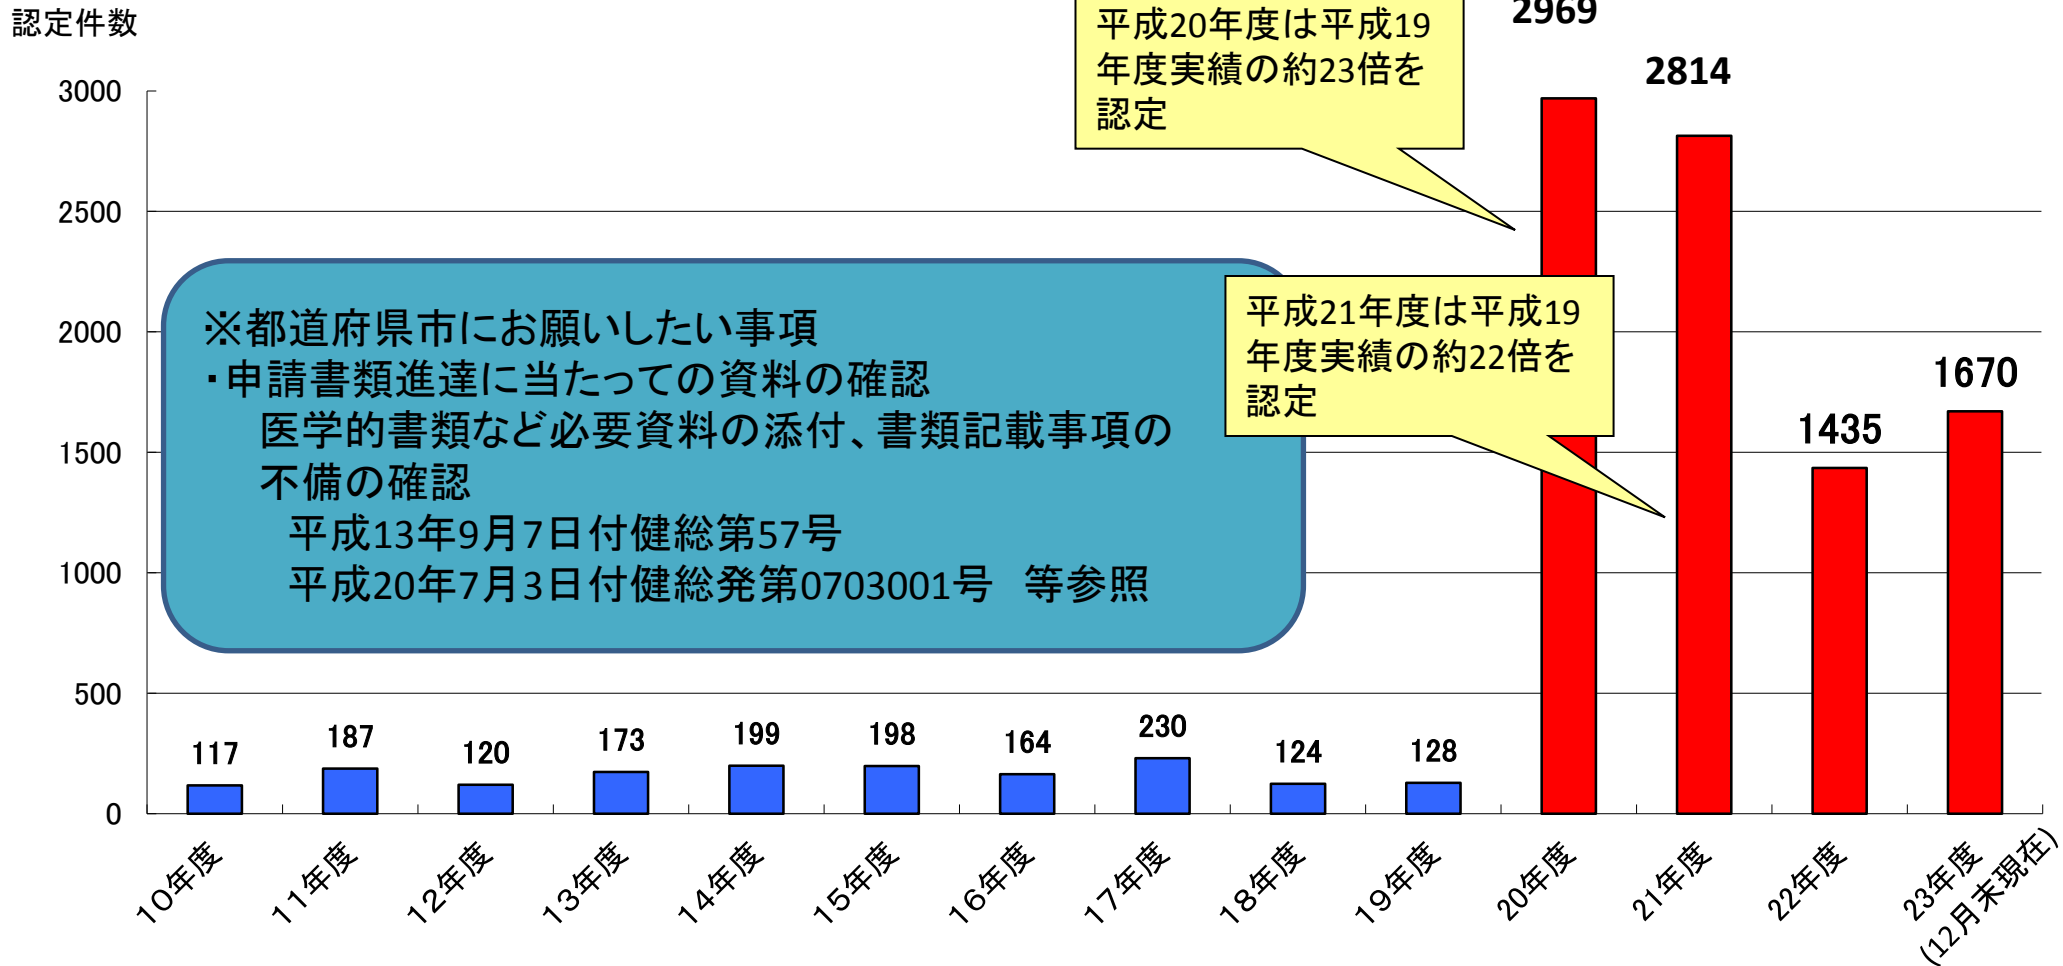 認定件数
平成20年度は平成19
年度実績の約23倍を
認定
2969
2814
3000
2500
2000
1500
1000
500
0
※都道府県市にお願いしたい事項
・申請書類進達に当たっての資料の確認
医学的書類など必要資料の添付、書類記載事項の
不備の確認
平成13年9月7日付健総第57号
平成20年7月3日付健総発第0703001号　等参照
平成21年度は平成19
年度実績の約22倍を
認定
1435
1670
117
187
120
173
199
198
164
230
124
128
10年度
11年度
12年度
13年度
14年度
15年度
16年度
17年度
18年度
19年度
20年度
21年度
22年度
23年度
(12月末現在)